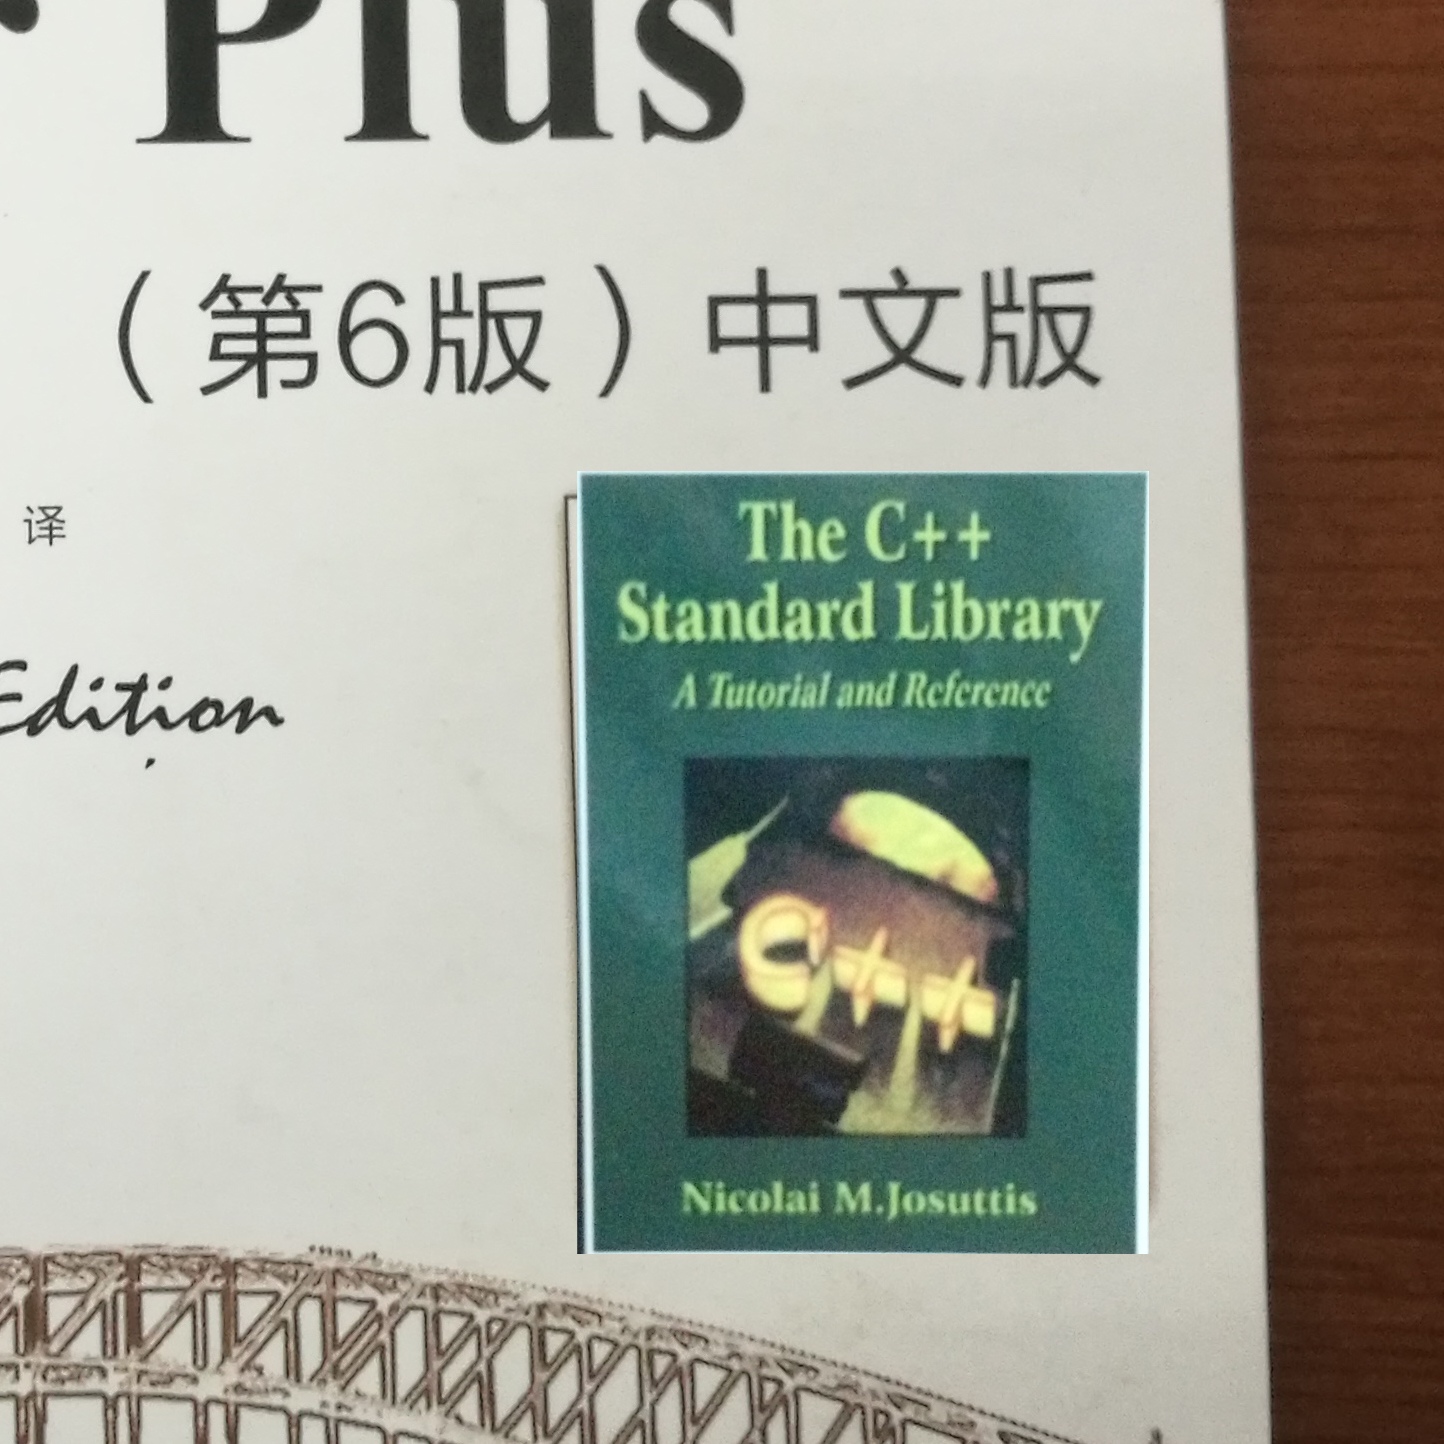 Plus
（第6版）中文版
译
Edition
The C++
Standard Library
A Tutorial and Reference
C++
Nicolai M.Josuttis